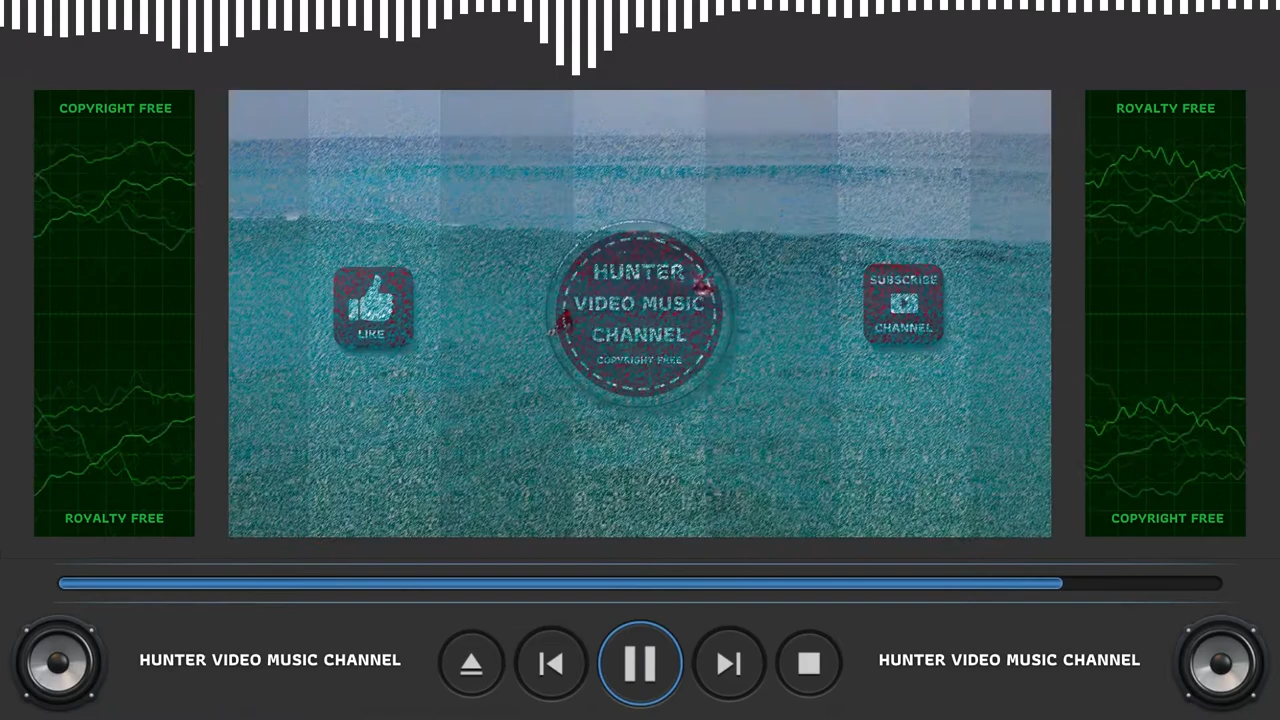 COPYRIGHT FREE
ROYALTY FREE
HUNTER
VIDEO MUSIC
CHANNEL
COPYRIGHT FREE
LIKE
SUBSCRIBE
CHANNEL
ROYALTY FREE
COPYRIGHT FREE
HUNTER VIDEO MUSIC CHANNEL
HUNTER VIDEO MUSIC CHANNEL